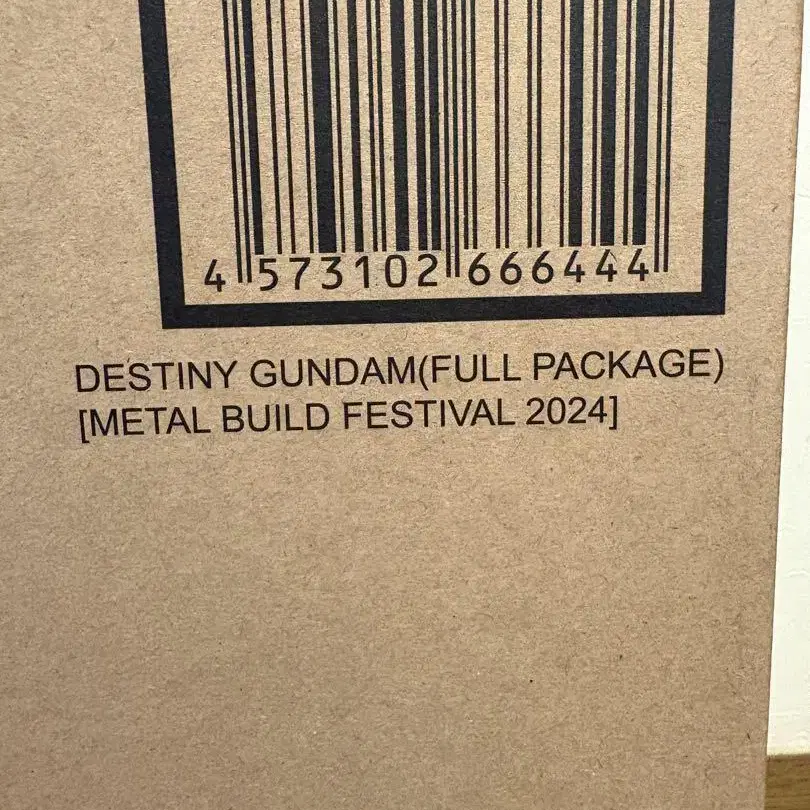 4 573102 666444
DESTINY GUNDAM(FULL PACKAGE)
[METAL BUILD FESTIVAL 2024]